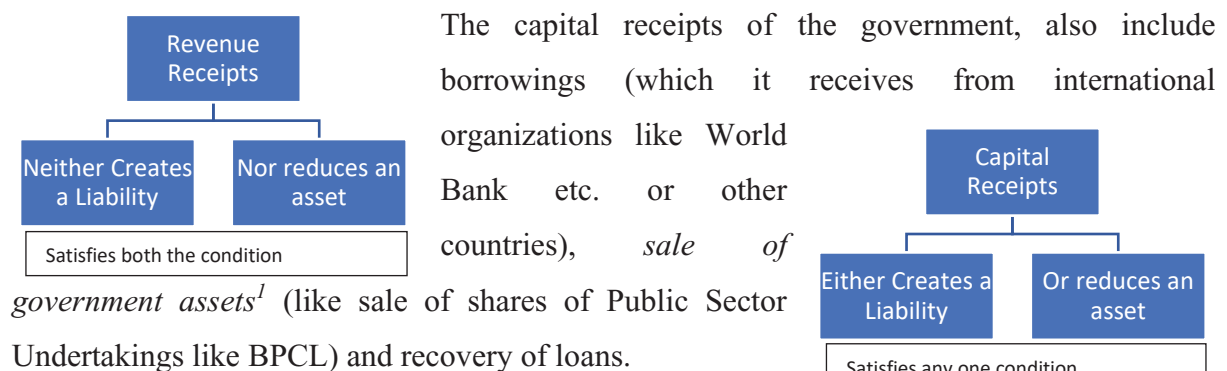 Revenue
Receipts
Neither Creates
a Liability
Nor reduces an
asset
Satisfies both the condition
The capital receipts of the government, also include
borrowings (which it receives from international
organizations like World
Bank etc. or other
countries), sale of
government assets¹ (like sale of shares of Public Sector
Undertakings like BPCL) and recovery of loans.
Capital
Receipts
Either Creates a
Liability
Or reduces an
asset
Satisfies any one condition